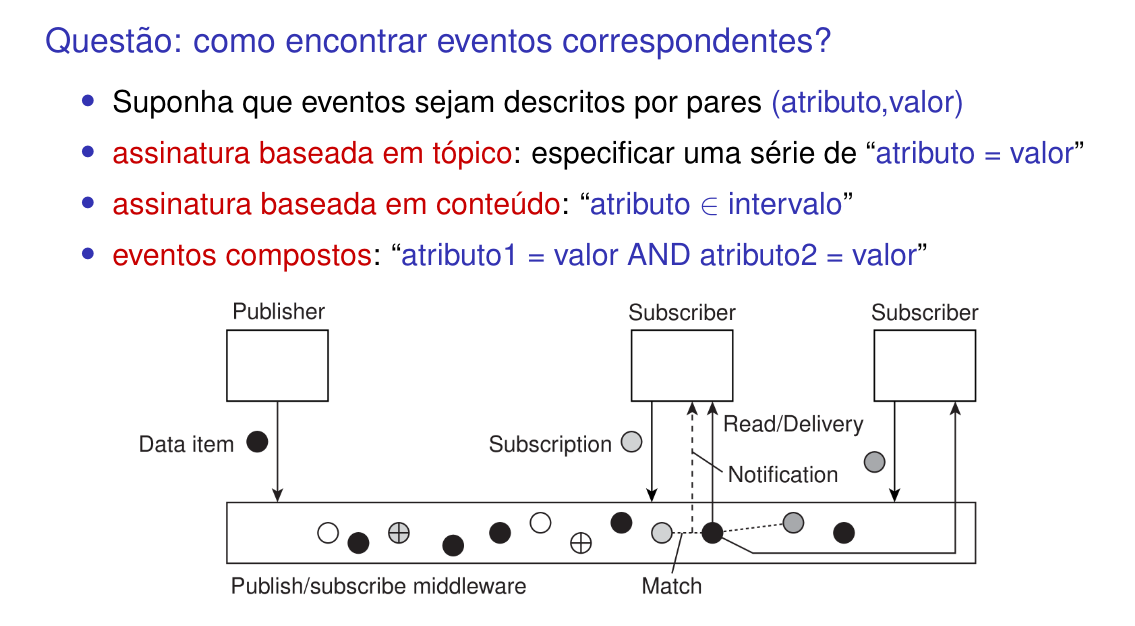 Questão: como encontrar eventos correspondentes?
• Suponha que eventos sejam descritos por pares (atributo,valor)
• assinatura baseada em tópico: especificar uma série de “atributo = valor”
• assinatura baseada em conteúdo: “atributo ∈ intervalo”
• eventos compostos: “atributo1 = valor AND atributo2 = valor”
Publisher
Subscriber
Subscriber
Data item
Subscription
Read/Delivery
Notification
Publish/subscribe middleware
Match